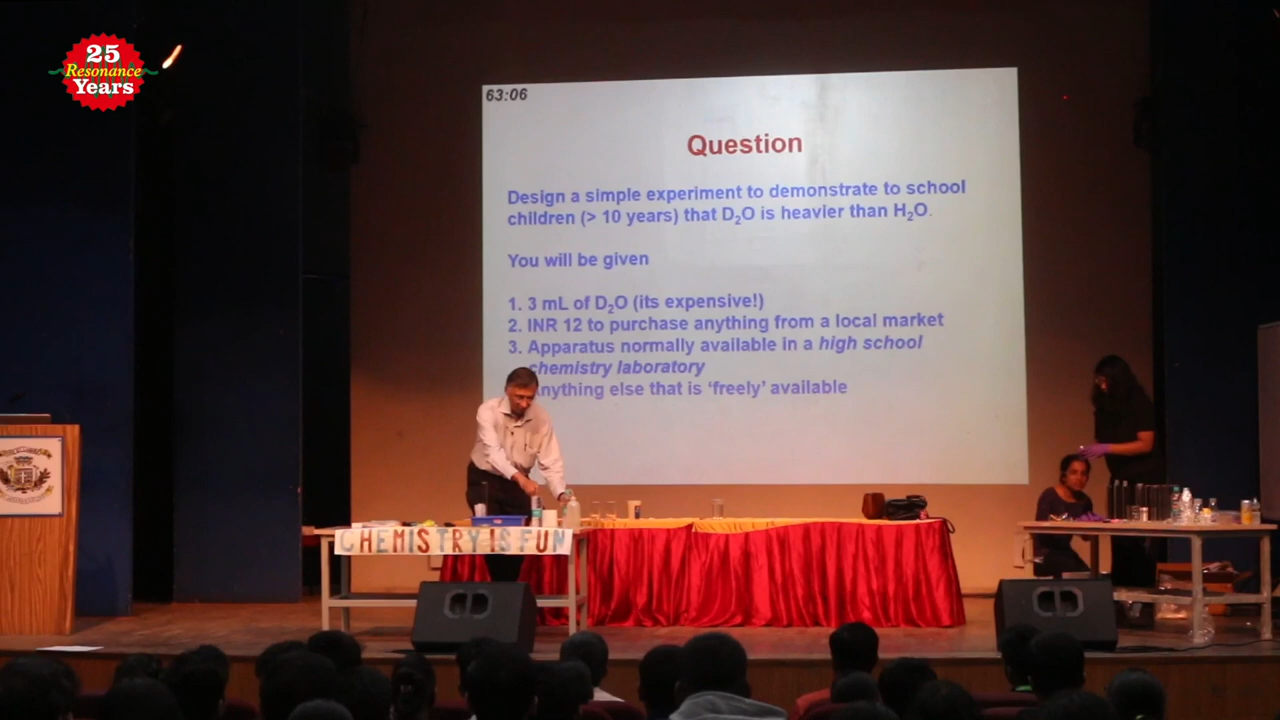 25
Resonance
Years
63:06
Question
Design a simple experiment to demonstrate to school
children (> 10 years) that D₂O is heavier than H₂O.
You will be given
1. 3 mL of D₂O (its expensive!)
2. INR 12 to purchase anything from a local market
3. Apparatus normally available in a high school
chemistry laboratory
nything else that is 'freely' available
CHEMISTRY IS FUN